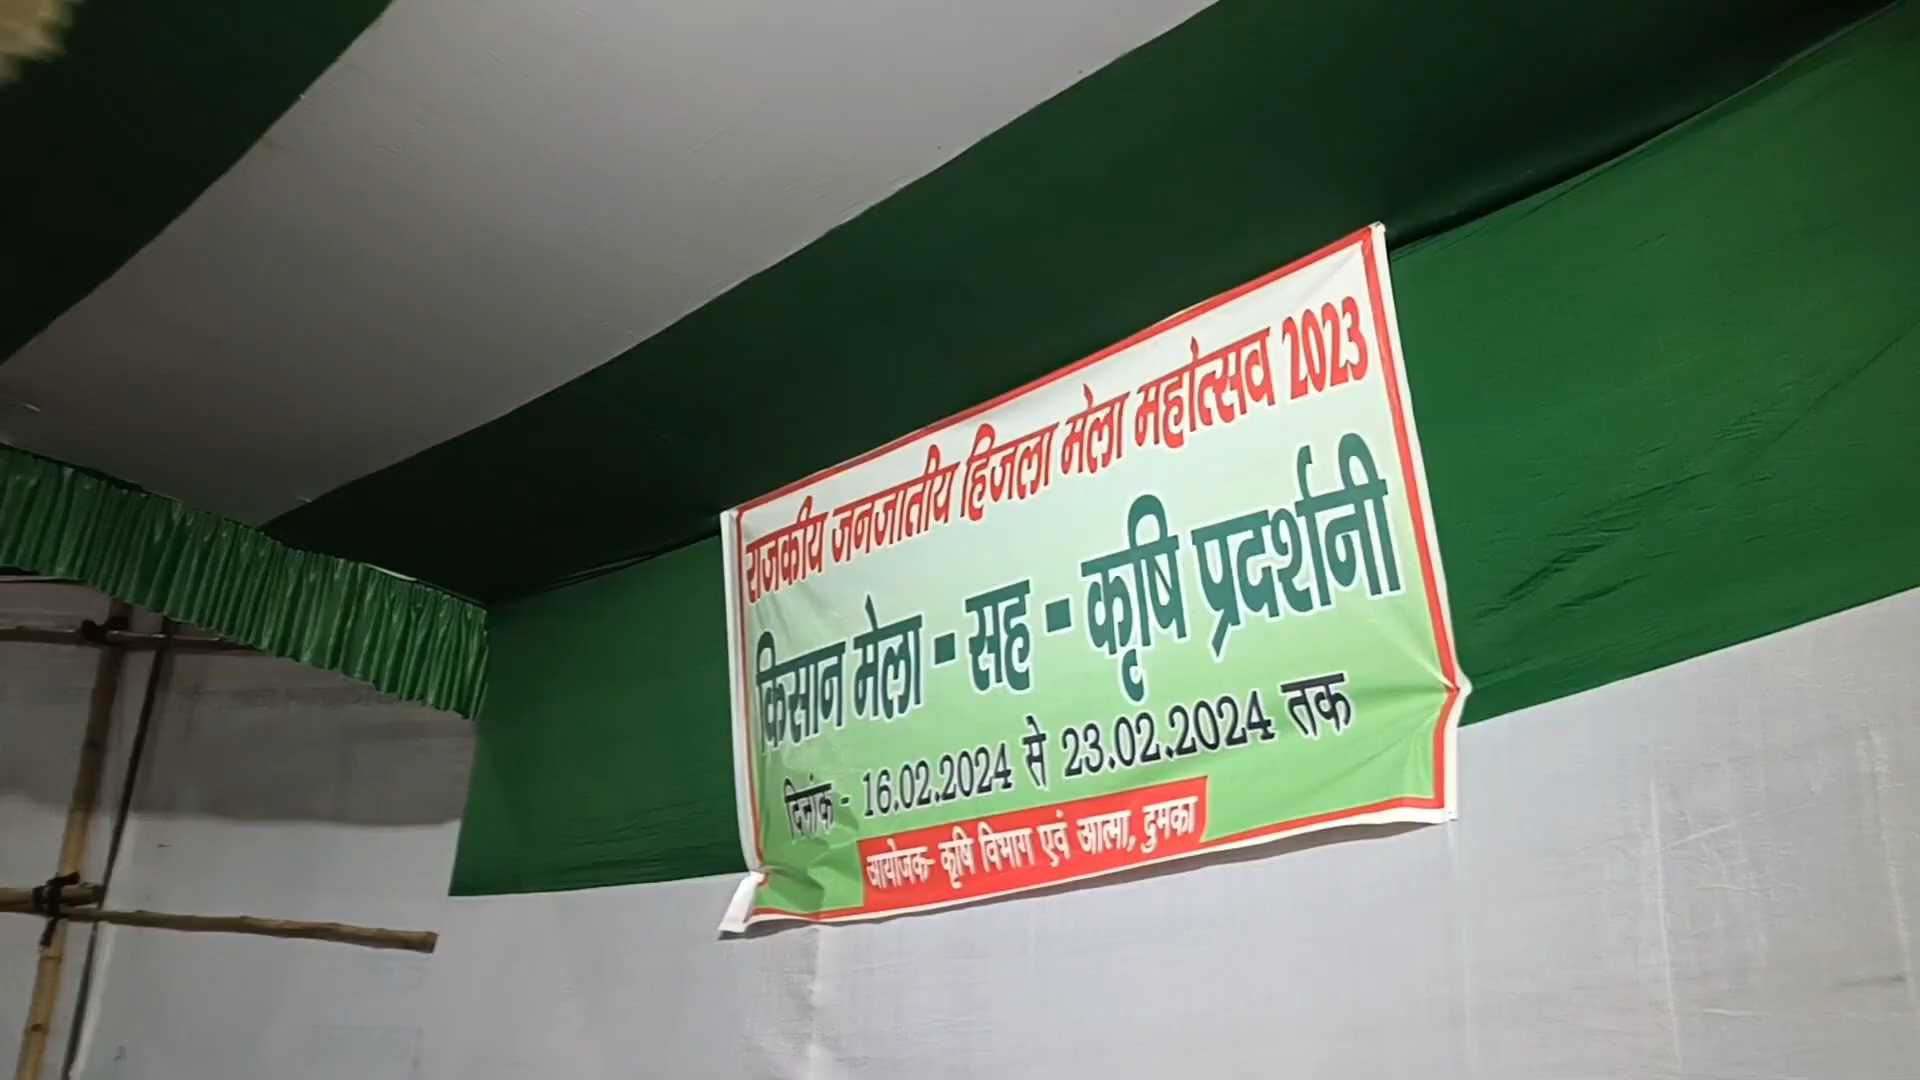 राजकीय जनजातीय हिजला मेला महोत्सव 2023
किसान मेला - सह - कृषि प्रदर्शनी
दिनांक - 16.02.2024 से 23.02.2024 तक
आयोजक- कृषि विभाग एवं आत्मा, दुमका